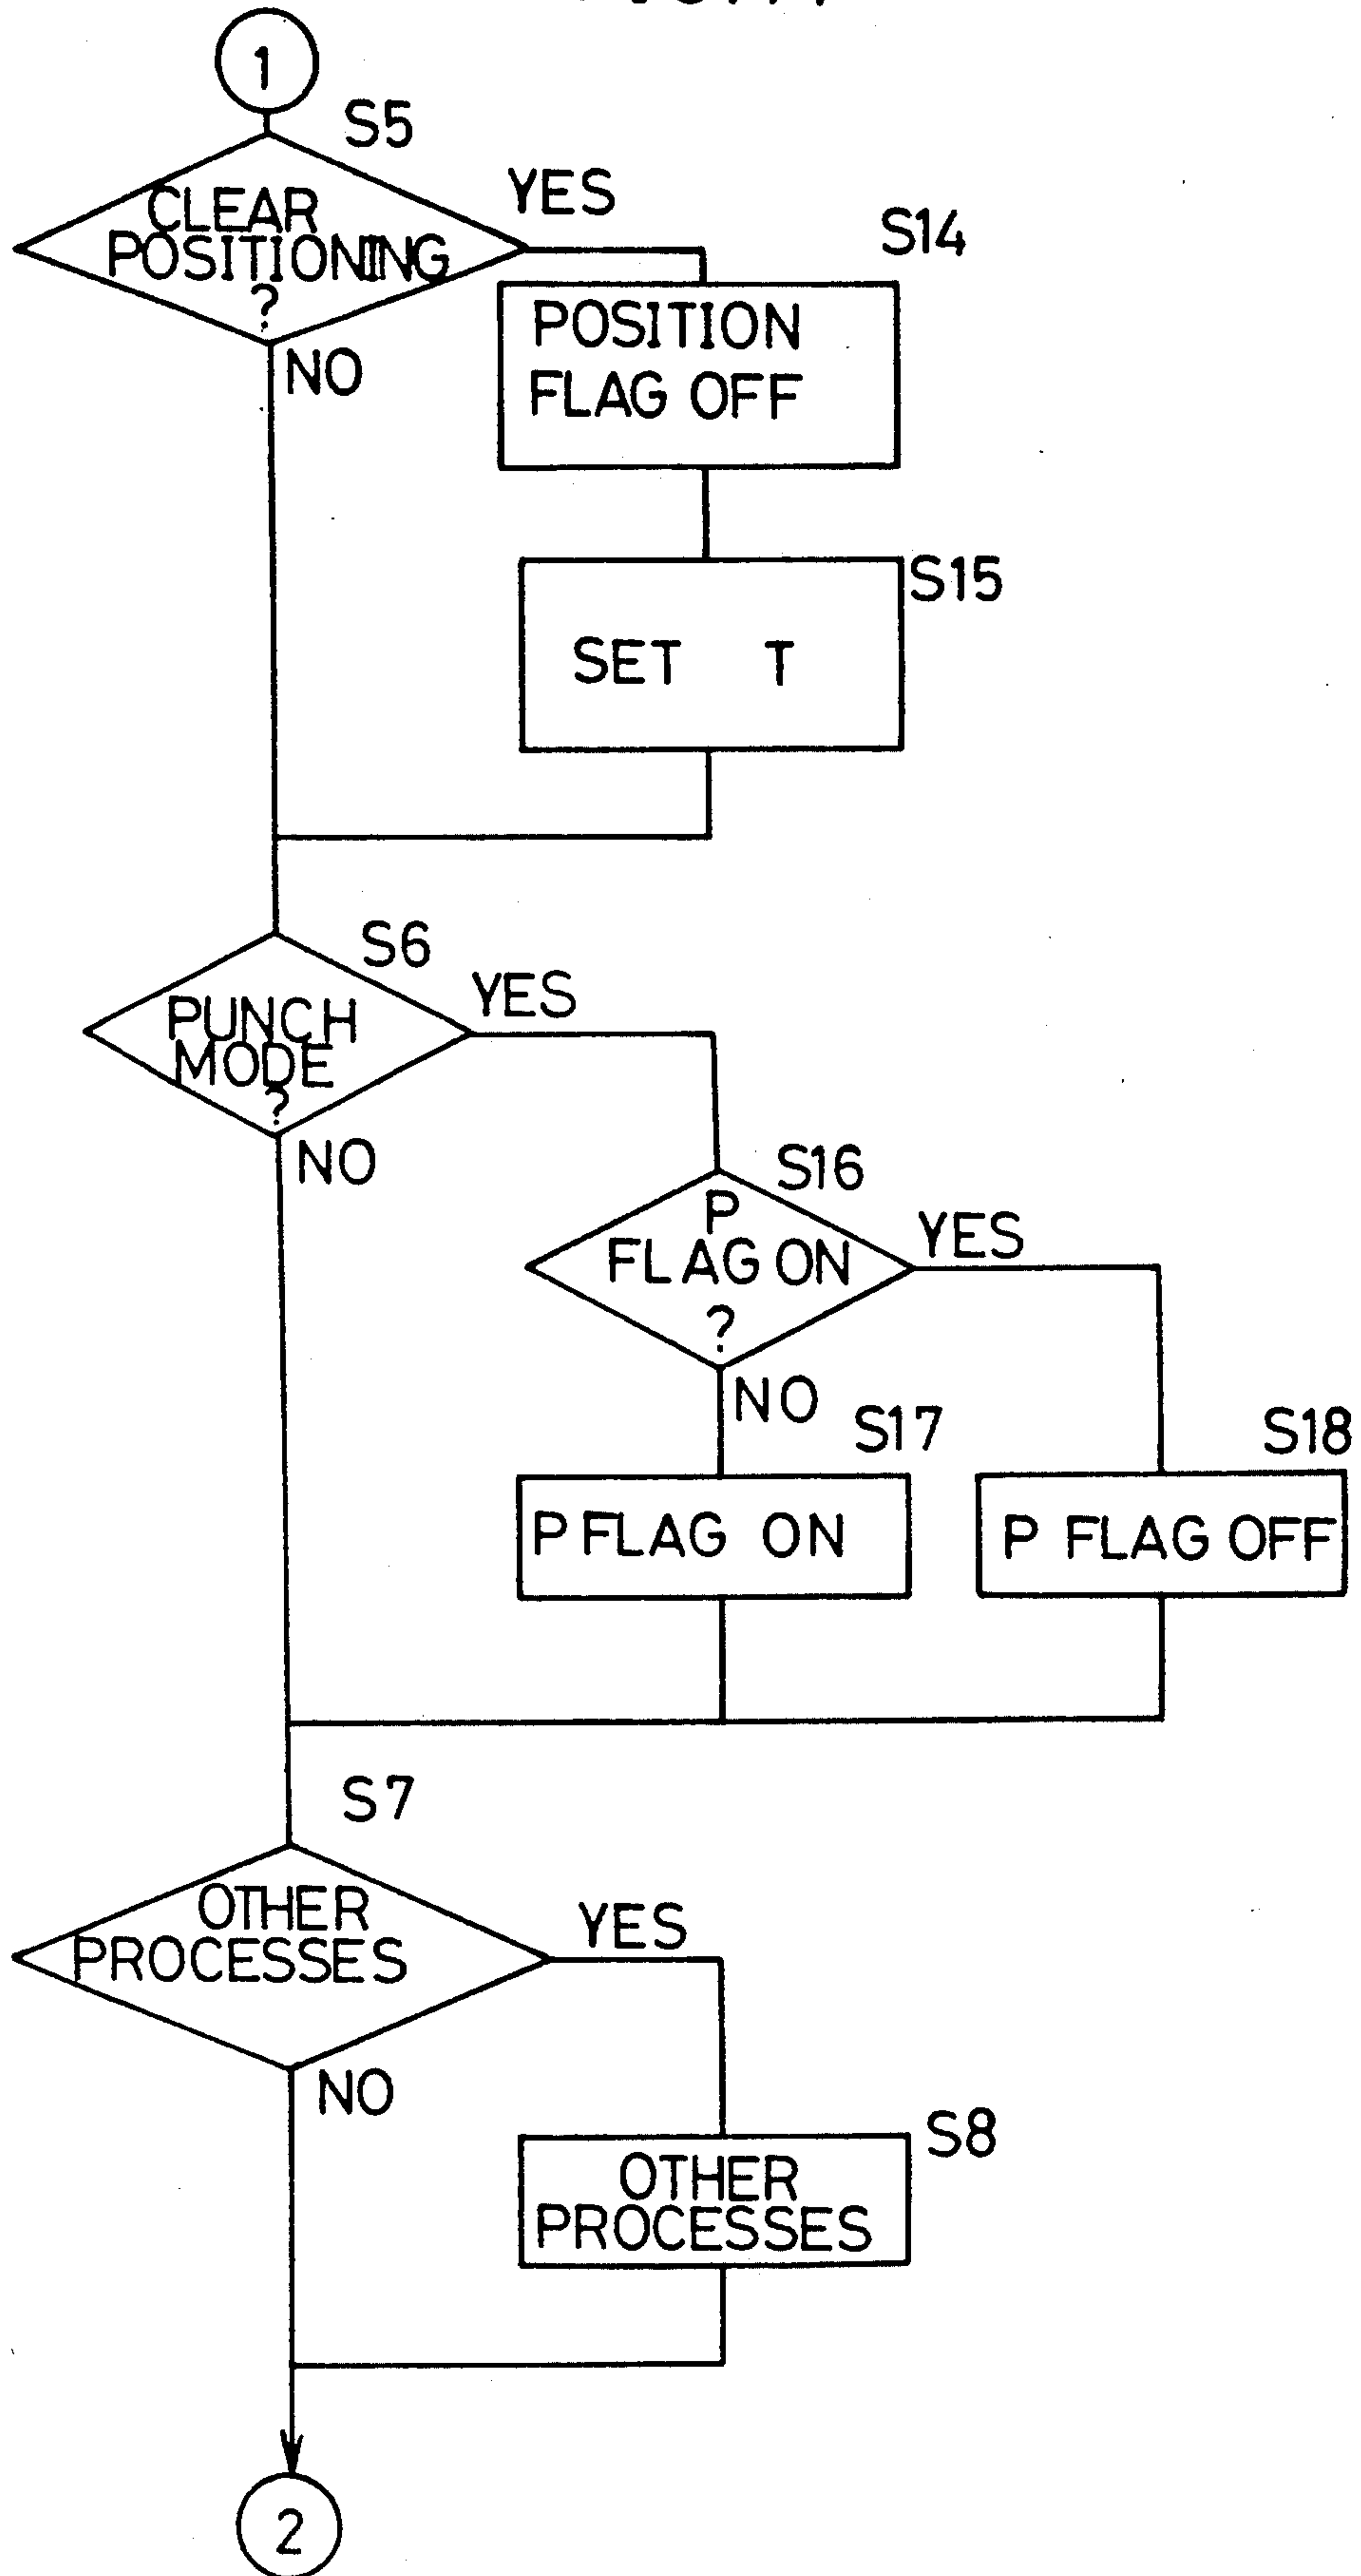 1
S5
CLEAR
POSITIONING
?
YES
NO
S14
POSITION
FLAG OFF
S15
SET T
S6
PUNCH
MODE
?
YES
NO
S16
P
FLAG ON
?
YES
NO
S17
P FLAG ON
S18
P FLAG OFF
S7
OTHER
PROCESSES
YES
NO
S8
OTHER
PROCESSES
2